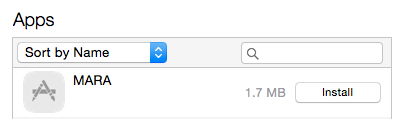 Apps
Sort by Name
MARA
1.7 MB Install